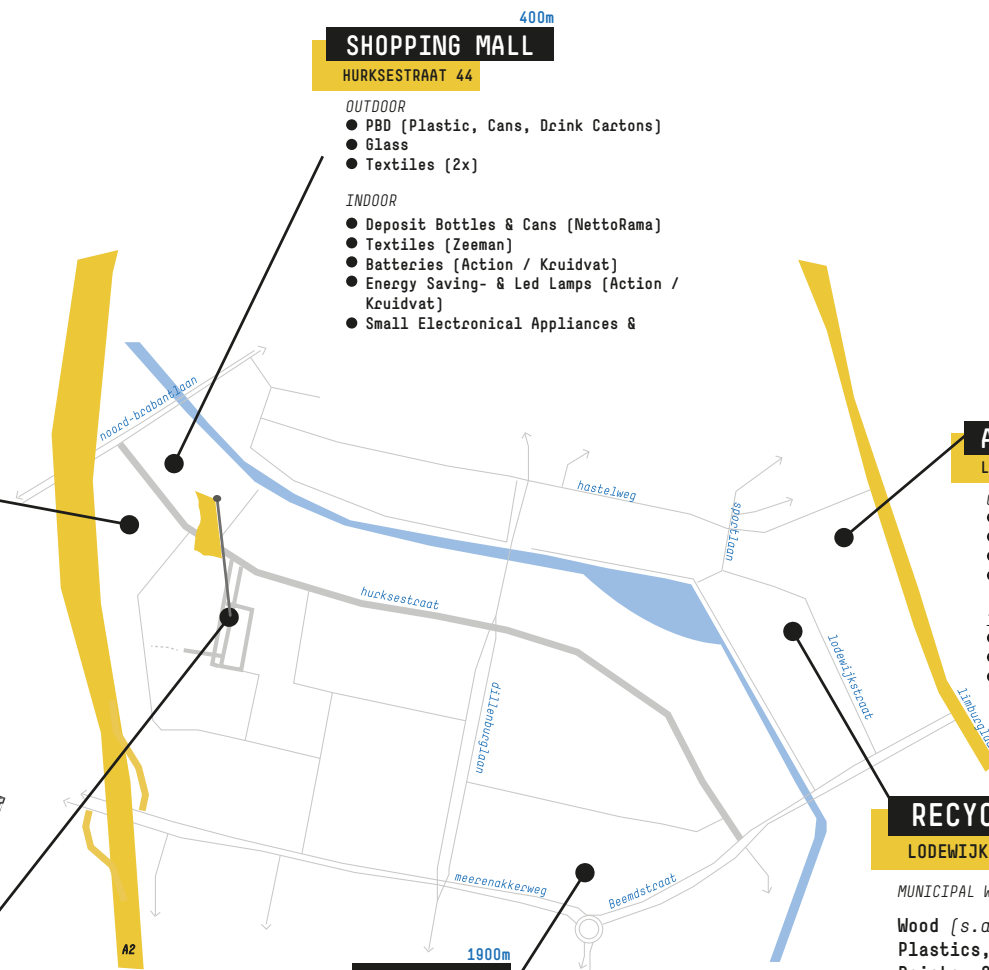 400m
SHOPPING MALL
HURKSESTRAAT 44
OUTDOOR
● PBD (Plastic, Cans, Drink Cartons)
● Glass
● Textiles (2x)
INDOOR
● Deposit Bottles & Cans (NettoRama)
● Textiles (Zeeman)
● Batteries (Action / Kruidvat)
● Energy Saving- & Led Lamps (Action /
Kruidvat)
● Small Electronical Appliances &
noord-brabantlaan
hastelweg
sportlaan
hurksestraat
lodewijkstraat
dillenburglaan
meerenakkerweg
Beemdstraat
A2
1900m
RECYC
LODEWIJK
MUNICIPAL W
Wood (s.a
Plastics,